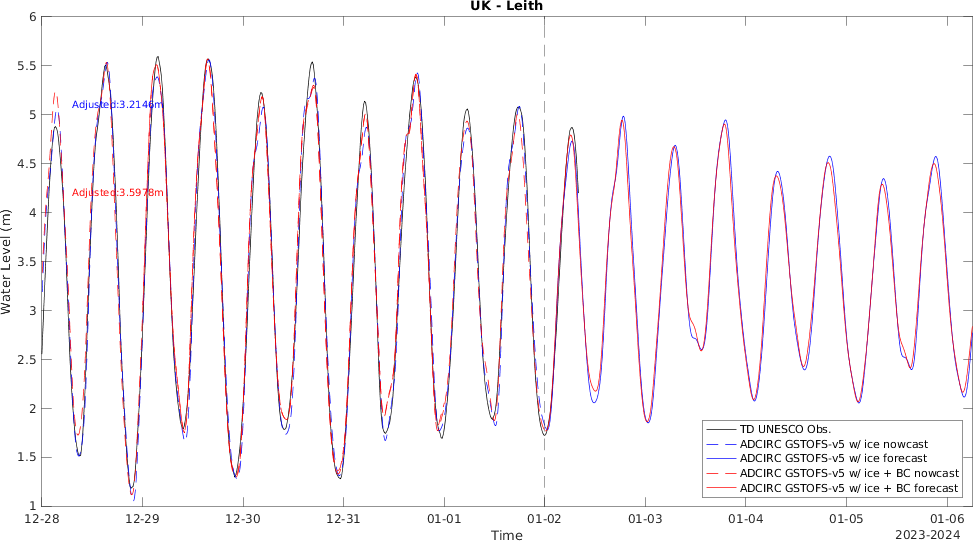 UK - Leith
6
5.5
5
4.5
4
3.5
3
2.5
2
1.5
1
Water Level (m)
Adjusted:3.2146m
Adjusted:3.5978m
TD UNESCO Obs.
ADCIRC GSTOFS-v5 w/ ice nowcast
ADCIRC GSTOFS-v5 w/ ice forecast
ADCIRC GSTOFS-v5 w/ ice + BC nowcast
ADCIRC GSTOFS-v5 w/ ice + BC forecast
12-28 12-29 12-30 12-31 01-01 01-02 01-03 01-04 01-05 01-06
Time
2023-2024